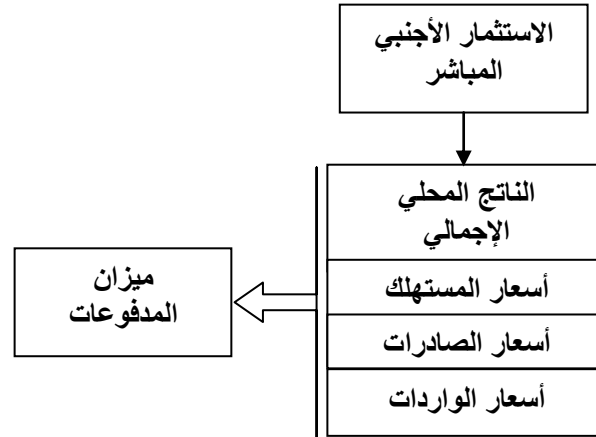 الاستثمار الأجنبي
المباشر
الناتج المحلي
الإجمالي
أسعار المستهلك
ميزان
المدفوعات
أسعار الصادرات
أسعار الواردات